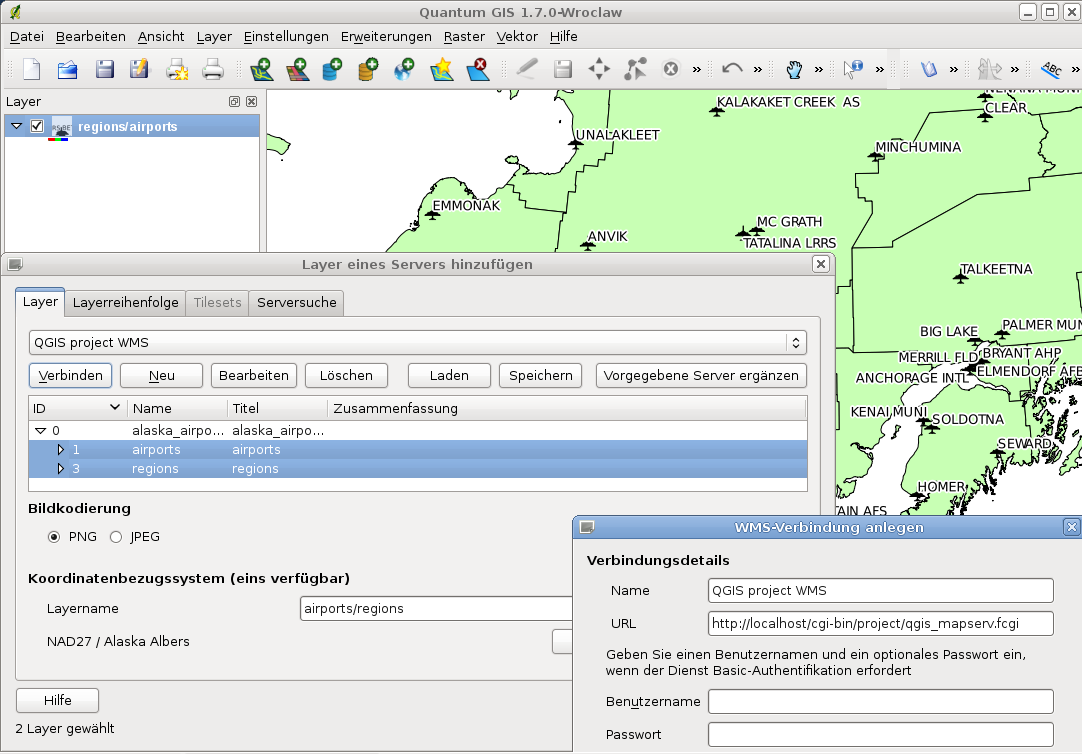 Quantum GIS 1.7.0-Wroclaw
Datei Bearbeiten Ansicht Layer Einstellungen Erweiterungen Raster Vektor Hilfe
» » » » » » ABC »
Layer
regions/airports
KALAKAKET CREEK AS
CLEAR
UNALAKLEET
MINCHUMINA
EMMONAK
MC GRATH
ANVIK
TATALINA LRRS
TALKEETNA
BIG LAKE
PALMER MUN
MERRILL FLD
BRYANT AHP
ANCHORAGE INTL
ELMENDORF AFB
KENAI MUNI
SOLDOTNA
SEWARD
HOMER
TAIN AFS
Layer eines Servers hinzufügen
Layer Layerreihenfolge Tilesets Serversuche
QGIS project WMS
Verbinden Neu Bearbeiten Löschen Laden Speichern Vorgegebene Server ergänzen
ID Name Titel Zusammenfassung
0 alaska_airpo... alaska_airpo...
1 airports airports
3 regions regions
Bildkodierung
PNG JPEG
Koordinatenbezugssystem (eins verfügbar)
Layername airports/regions
NAD27 / Alaska Albers
Hilfe
2 Layer gewählt
WMS-Verbindung anlegen
Verbindungsdetails
Name QGIS project WMS
URL http://localhost/cgi-bin/project/qgis_mapserv.fcgi
Geben Sie einen Benutzernamen und ein optionales Passwort ein,
wenn der Dienst Basic-Authentifikation erfordert
Benutzername
Passwort